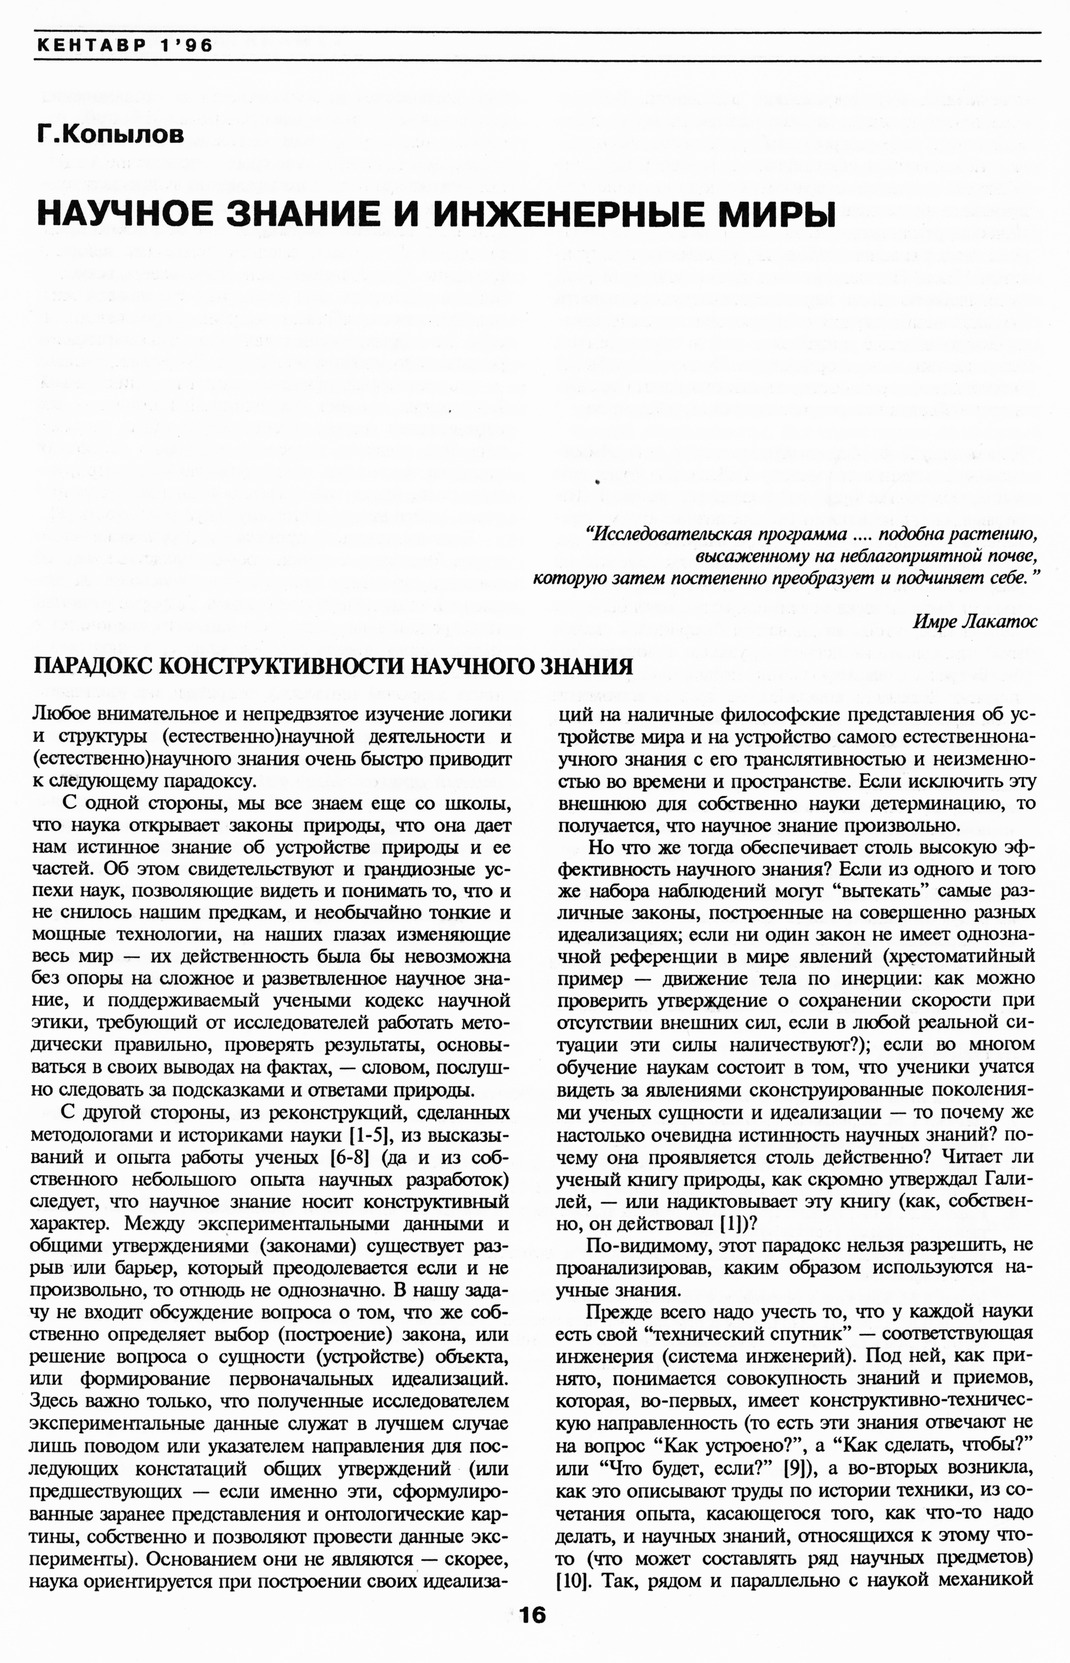 КЕНТАВР 1'96
Г.Копылов
НАУЧНОЕ ЗНАНИЕ И ИНЖЕНЕРНЫЕ МИРЫ
“Исследовательская программа .... подобна растению,
высаженному на неблагоприятной почве,
которую затем постепенно преобразует и подчиняет себе.”
Имре Лакатос
ПАРАДОКС КОНСТРУКТИВНОСТИ НАУЧНОГО ЗНАНИЯ
Любое внимательное и непредвзятое изучение логики
и структуры (естественно)научной деятельности и
(естественно)научного знания очень быстро приводит
к следующему парадоксу.
С одной стороны, мы все знаем еще со школы,
что наука открывает законы природы, что она дает
нам истинное знание об устройстве природы и ее
частей. Об этом свидетельствуют и грандиозные ус-
пехи наук, позволяющие видеть и понимать то, что и
не снилось нашим предкам, и необычайно тонкие и
мощные технологии, на наших глазах изменяющие
весь мир — их действенность была бы невозможна
без опоры на сложное и разветвленное научное зна-
ние, и поддерживаемый учеными кодекс научной
этики, требующий от исследователей работать мето-
дически правильно, проверять результаты, основы-
ваться в своих выводах на фактах, — словом, послуш-
но следовать за подсказками и ответами природы.
С другой стороны, из реконструкций, сделанных
методологами и историками науки [1-5], из высказы-
ваний и опыта работы ученых [6-8] (да и из соб-
ственного небольшого опыта научных разработок)
следует, что научное знание носит конструктивный
характер. Между экспериментальными данными и
общими утверждениями (законами) существует раз-
рыв или барьер, который преодолевается если и не
произвольно, то отнюдь не однозначно. В нашу зада-
чу не входит обсуждение вопроса о том, что же соб-
ственно определяет выбор (построение) закона, или
решение вопроса о сущности (устройстве) объекта,
или формирование первоначальных идеализаций.
Здесь важно только, что полученные исследователем
экспериментальные данные служат в лучшем случае
лишь поводом или указателем направления для пос-
ледующих констатаций общих утверждений (или
предшествующих — если именно эти, сформулиро-
ванные заранее представления и онтологические кар-
тины, собственно и позволяют провести данные экс-
перименты). Основанием они не являются — скорее,
наука ориентируется при построении своих идеализа-
ций на наличные философские представления об ус-
тройстве мира и на устройство самого естественнона-
учного знания с его транслятивностью и неизменно-
стью во времени и пространстве. Если исключить эту
внешнюю для собственно науки детерминацию, то
получается, что научное знание произвольно.
Но что же тогда обеспечивает столь высокую эф-
фективность научного знания? Если из одного и того
же набора наблюдений могут “вытекать” самые раз-
личные законы, построенные на совершенно разных
идеализациях; если ни один закон не имеет однозна-
чной референции в мире явлений (хрестоматийный
пример — движение тела по инерции: как можно
проверить утверждение о сохранении скорости при
отсутствии внешних сил, если в любой реальной си-
туации эти силы наличествуют?); если во многом
обучение наукам состоит в том, что ученики учатся
видеть за явлениями сконструированные поколения-
ми ученых сущности и идеализации — то почему же
настолько очевидна истинность научных знаний? по-
чему она проявляется столь действенно? Читает ли
ученый книгу природы, как скромно утверждал Гали-
лей, — или надиктовывает эту книгу (как, собствен-
но, он действовал [1])?
По-видимому, этот парадокс нельзя разрешить, не
проанализировав, каким образом используются на-
учные знания.
Прежде всего надо учесть то, что у каждой науки
есть свой “технический спутник” — соответствующая
инженерия (система инженерий). Под ней, как при-
нято, понимается совокупность знаний и приемов,
которая, во-первых, имеет конструктивно-техничес-
кую направленность (то есть эти знания отвечают не
на вопрос “Как устроено?”, а “Как сделать, чтобы?”
или “Что будет, если?” [9]), а во-вторых возникла,
как это описывают труды по истории техники, из со-
четания опыта, касающегося того, как что-то надо
делать, и научных знаний, относящихся к этому что-
то (что может составлять ряд научных предметов)
[10]. Так, рядом и параллельно с наукой механикой
16